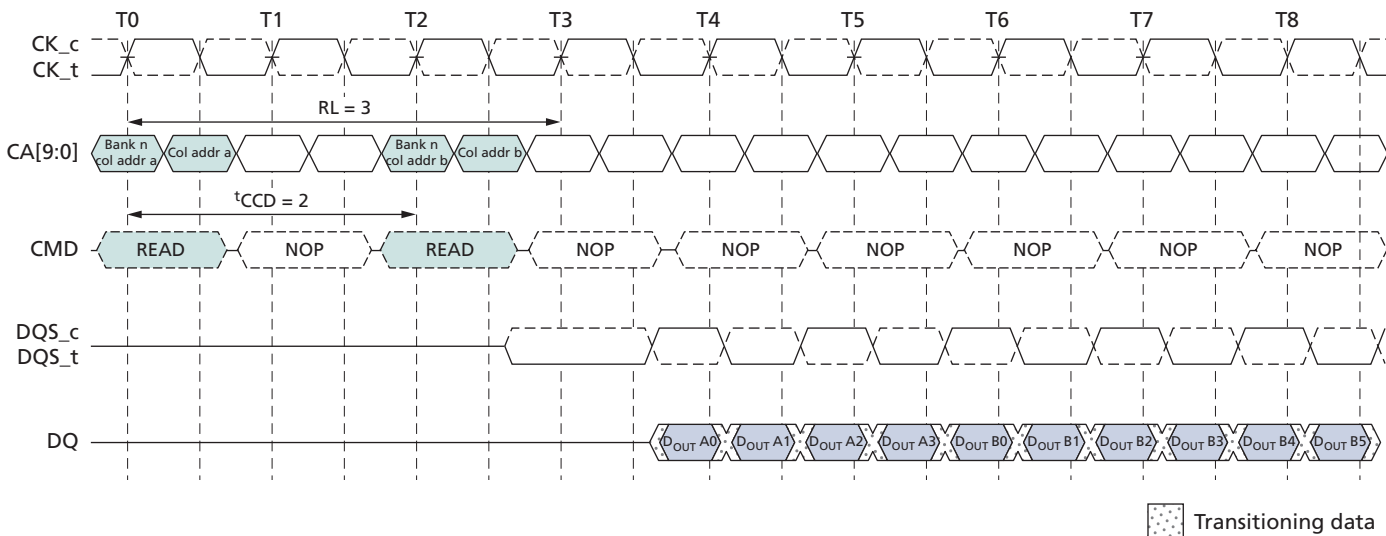 T0 T1 T2 T3 T4 T5 T6 T7 T8
CK_c
CK_t
RL = 3
CA[9:0]
Bank n
col addr a
Col addr a
Bank n
col addr b
Col addr b
tCCD = 2
CMD READ NOP READ NOP NOP NOP NOP NOP NOP
DQS_c
DQS_t
DQ DOUT A0 DOUT A1 DOUT A2 DOUT A3 DOUT B0 DOUT B1 DOUT B2 DOUT B3 DOUT B4 DOUT B5
Transitioning data